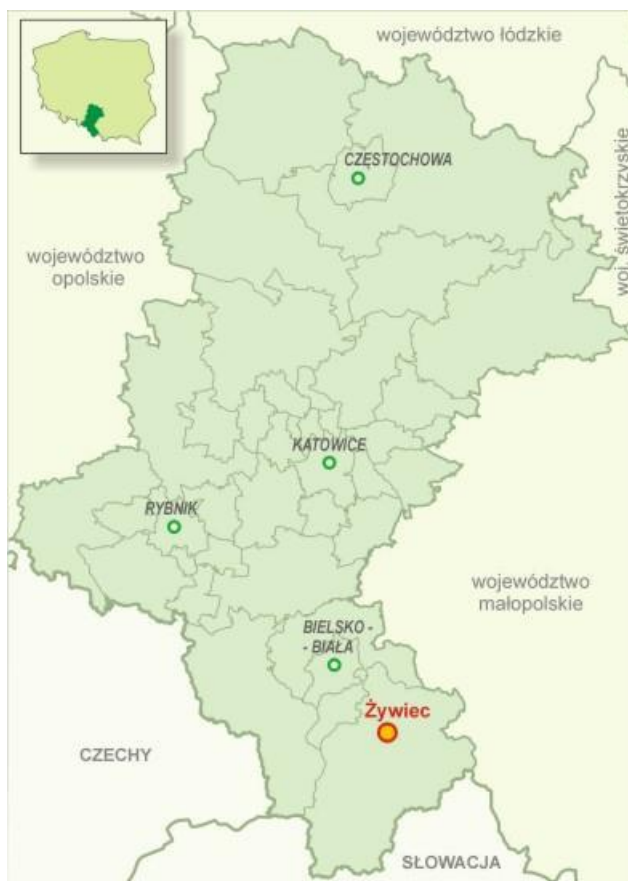 województwo łódzkie
woj. świętokrzyskie
CZĘSTOCHOWA
województwo
opolskie
KATOWICE
RYBNIK
województwo
małopolskie
BIELSKO -
- BIAŁA
Żywiec
CZECHY
SŁOWACJA